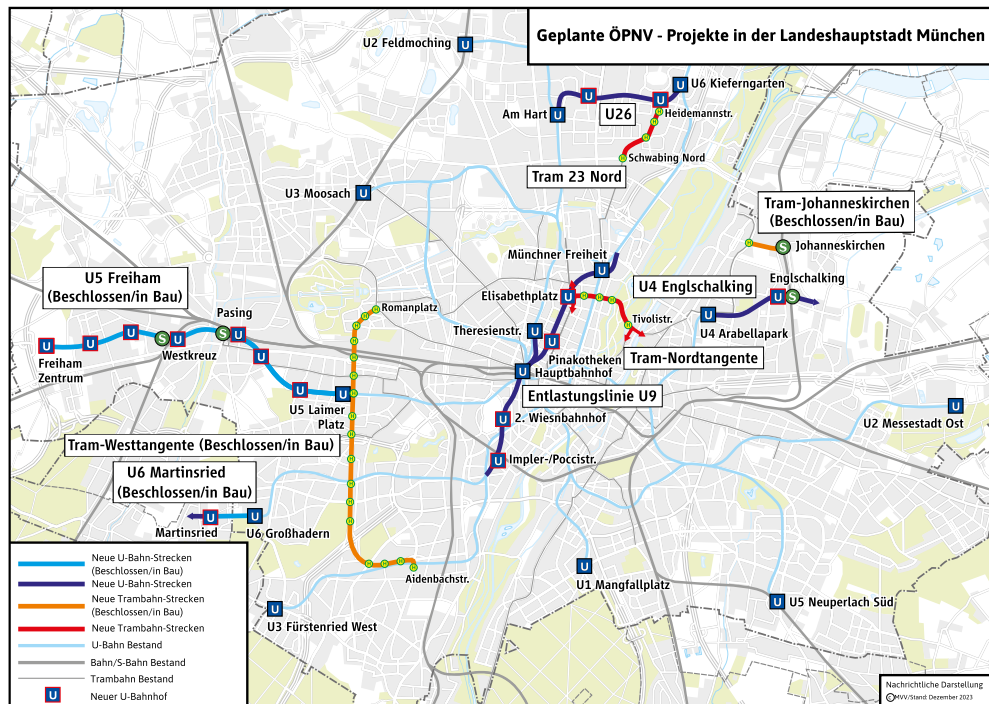 Geplante ÖPNV - Projekte in der Landeshauptstadt München
U2 Feldmoching
U
U
U6 Kieferngarten
U
U
Am Hart
U
U26
H
Heidemannstr.
H
H
H
Schwabing Nord
Tram 23 Nord
U3 Moosach
U
Tram-Johanneskirchen
(Beschlossen/in Bau)
H
S
Johanneskirchen
Münchner Freiheit
U
U5 Freiham
(Beschlossen/in Bau)
U4 Englschalking
Englschalking
Elisabethplatz
U
H
H
H
U
S
Pasing
Romanplatz
H
H
H
Tivolistr.
H
U
U4 Arabellapark
Theresienstr.
U
U
Tram-Nordtangente
U
U
U
S
U
S
U
U
Westkreuz
Freiham
Zentrum
Pinakotheken
U
Hauptbahnhof
Entlastungslinie U9
U
U
U5 Laimer
Platz
H
H
H
H
H
H
H
H
H
H
U
2. Wiesnbahnhof
U
U2 Messestadt Ost
Tram-Westtangente (Beschlossen/in Bau)
U
Impler-/Poccistr.
U6 Martinsried
(Beschlossen/in Bau)
U
U
Martinsried
U6 Großhadern
H
H
H
H
Aidenbachstr.
U
U1 Mangfallplatz
U
U3 Fürstenried West
U
U5 Neuperlach Süd
Neue U-Bahn-Strecken
(Beschlossen/in Bau)
Neue U-Bahn-Strecken
Neue Trambahn-Strecken
(Beschlossen/in Bau)
Neue Trambahn-Strecken
U-Bahn Bestand
Bahn/S-Bahn Bestand
Trambahn Bestand
U
Neuer U-Bahnhof
Nachrichtliche Darstellung
©MVV/Stand: Dezember 2023